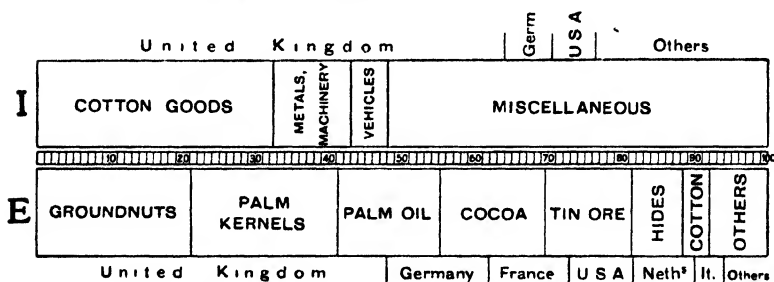 United Kingdom Germ USA Others
I COTTON GOODS METALS, MACHINERY VEHICLES MISCELLANEOUS
10 20 30 40 50 60 70 80 90 100
E GROUNDNUTS PALM KERNELS PALM OIL COCOA TIN ORE HIDES COTTON OTHERS
United Kingdom Germany France USA Neths It. Others